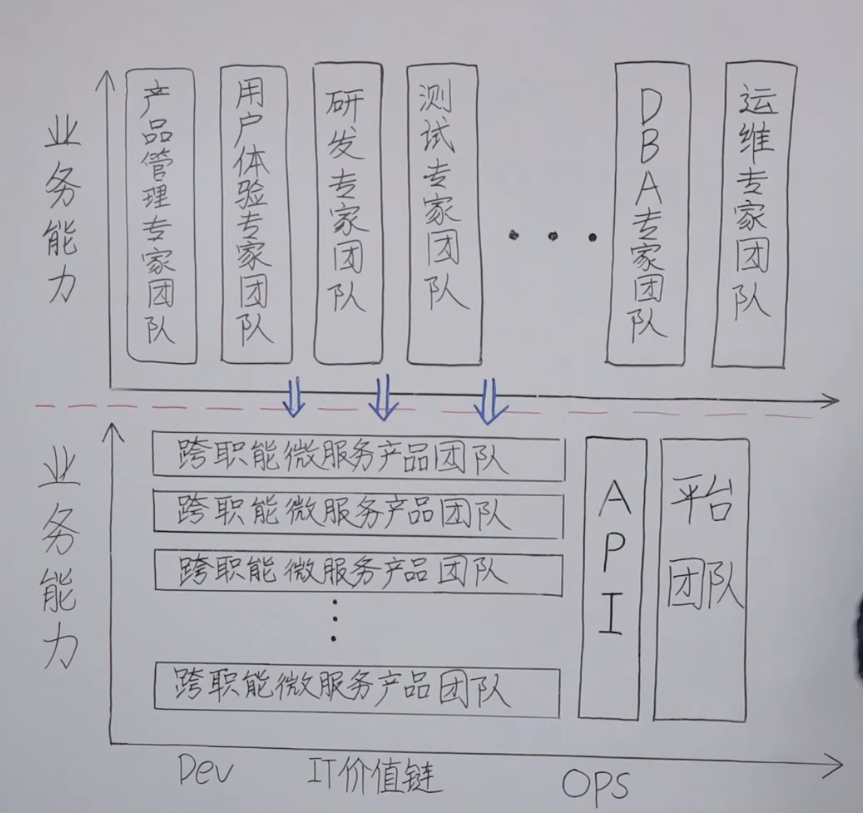 业务能力
产品管理专家团队
用户体验专家团队
研发专家团队
测试专家团队
DBA专家团队
运维专家团队
业务能力
跨职能微服务产品团队
跨职能微服务产品团队
跨职能微服务产品团队
跨职能微服务产品团队
API
平台团队
Dev
IT价值链
OPS